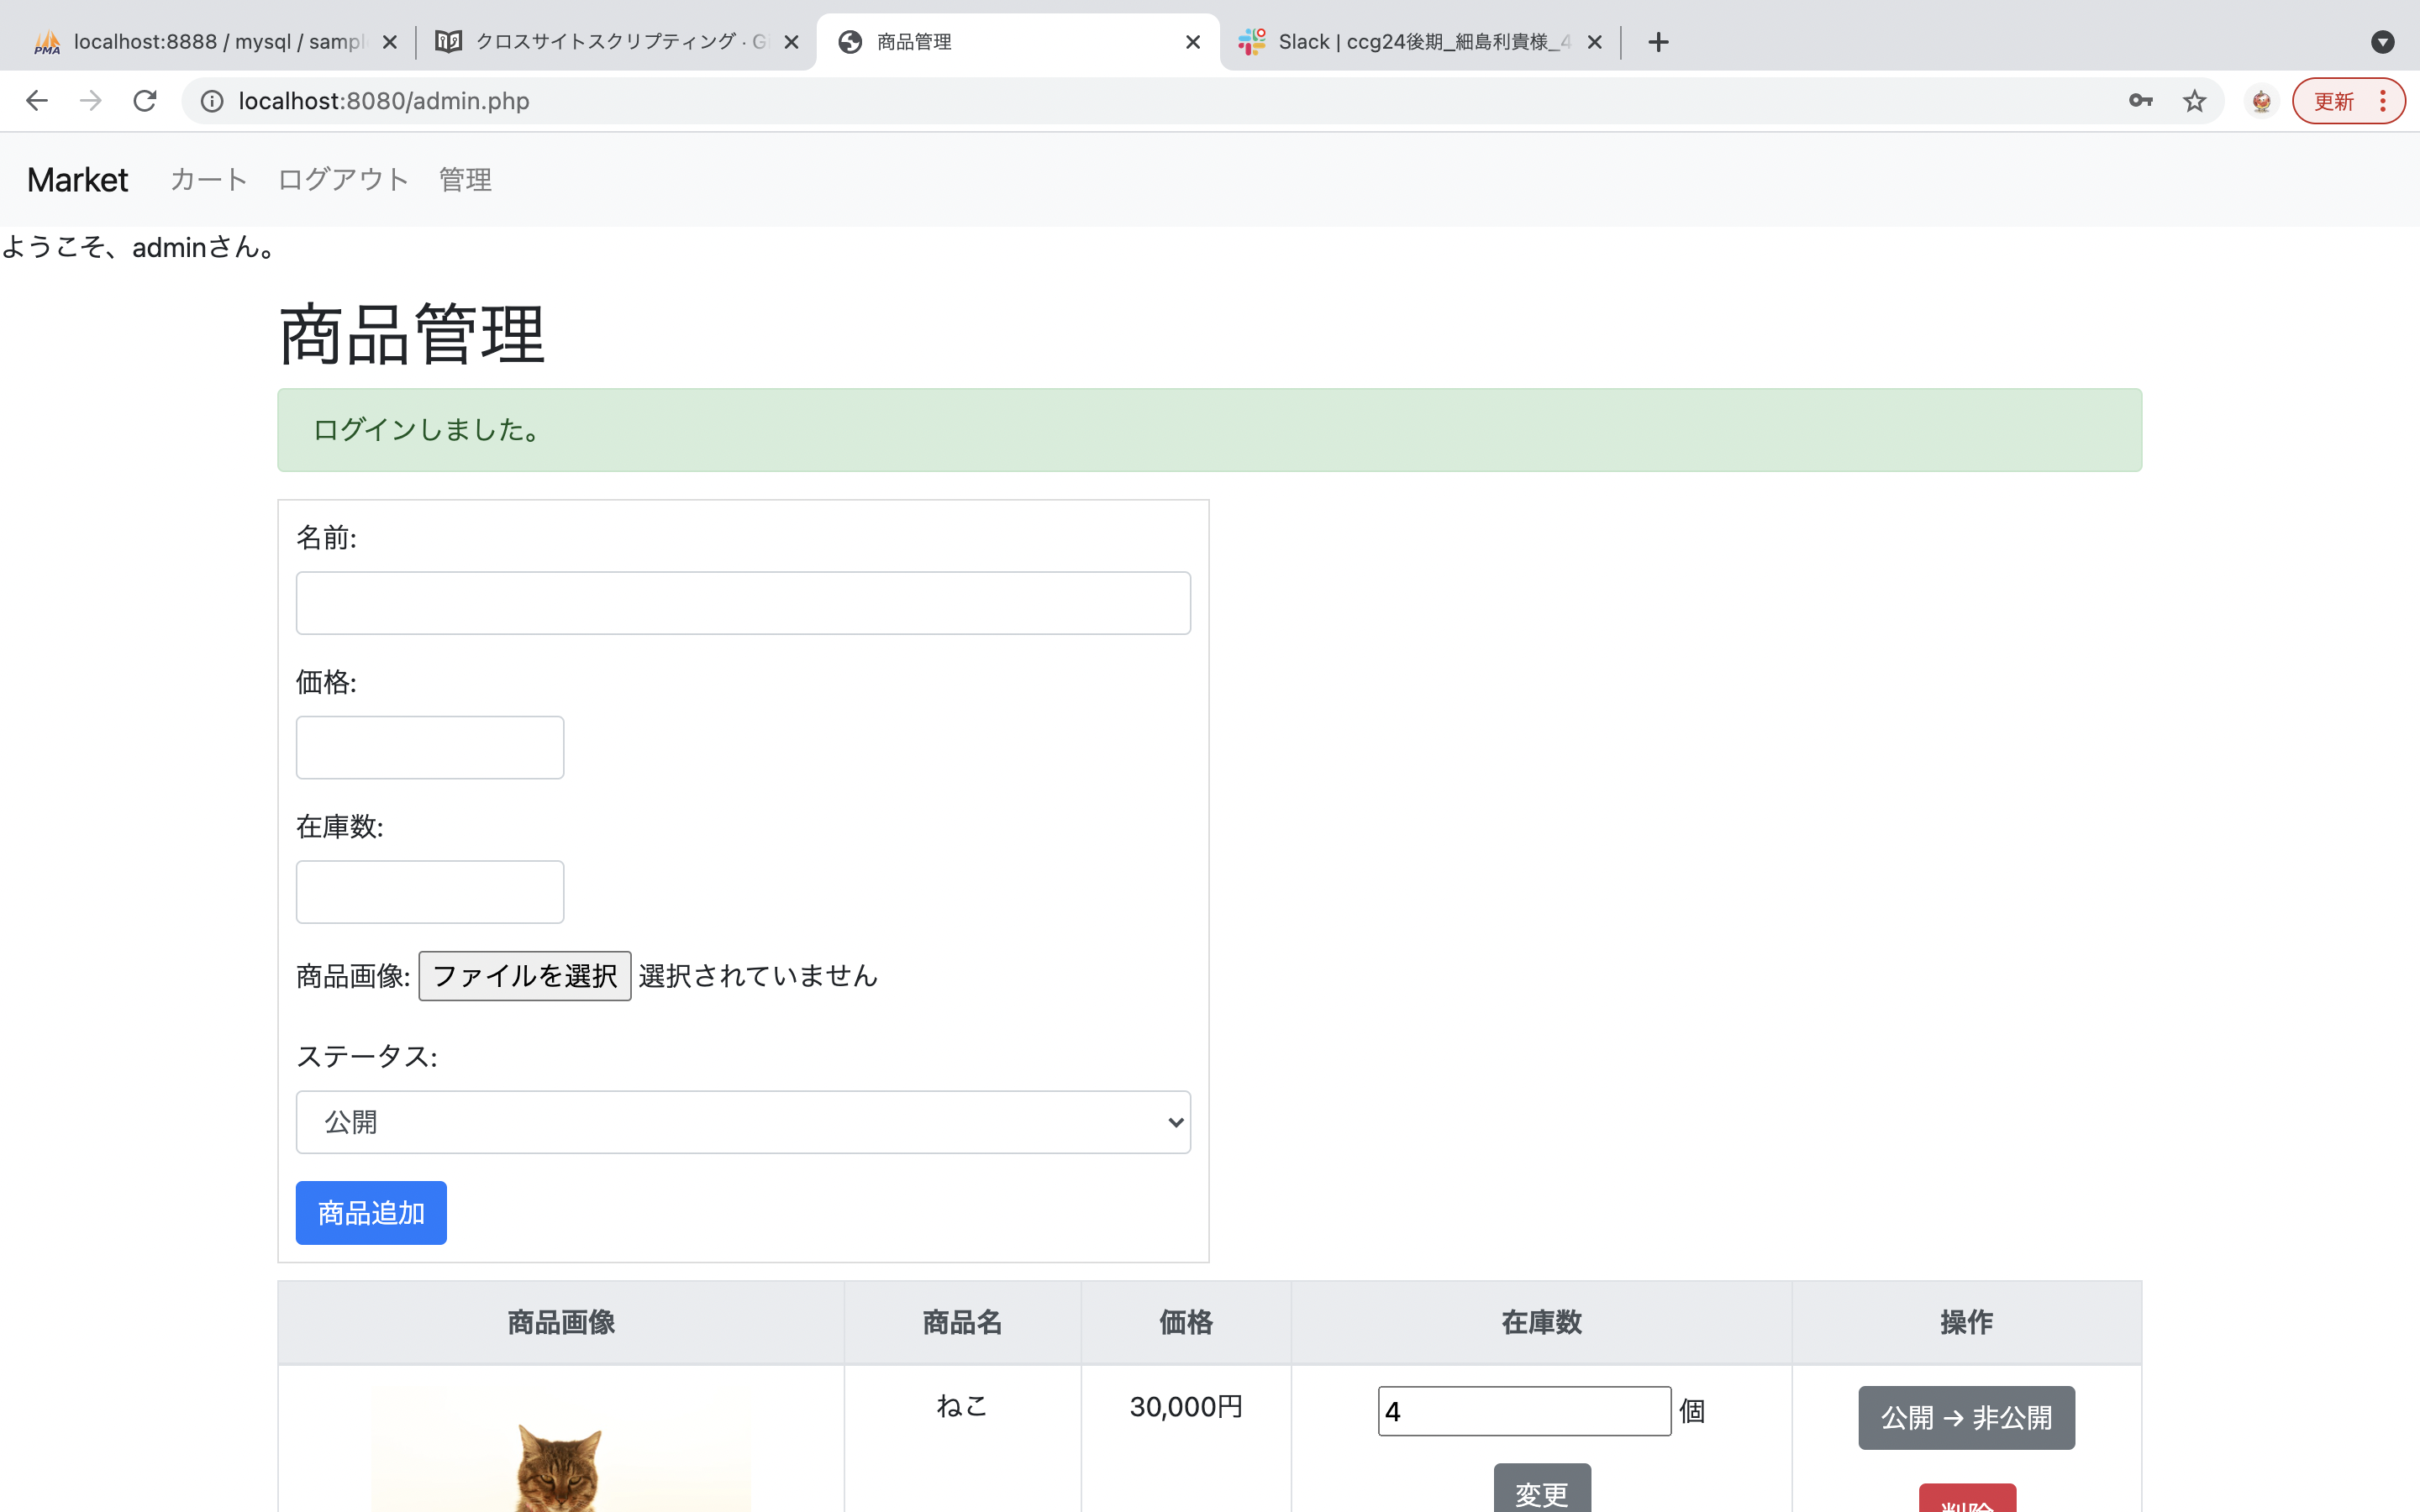 localhost:8888 / mysql / sampl
クロスサイトスクリプティング · G
商品管理
Slack | ccg24後期_細島利貴様_4
localhost:8080/admin.php
更新
Market
カート
ログアウト
管理
ようこそ、adminさん。
商品管理
ログインしました。
名前:
価格:
在庫数:
商品画像: ファイルを選択 選択されていません
ステータス:
公開
商品追加
商品画像 商品名 価格 在庫数 操作
ねこ 30,000円 4 個 公開 → 非公開
変更 削除